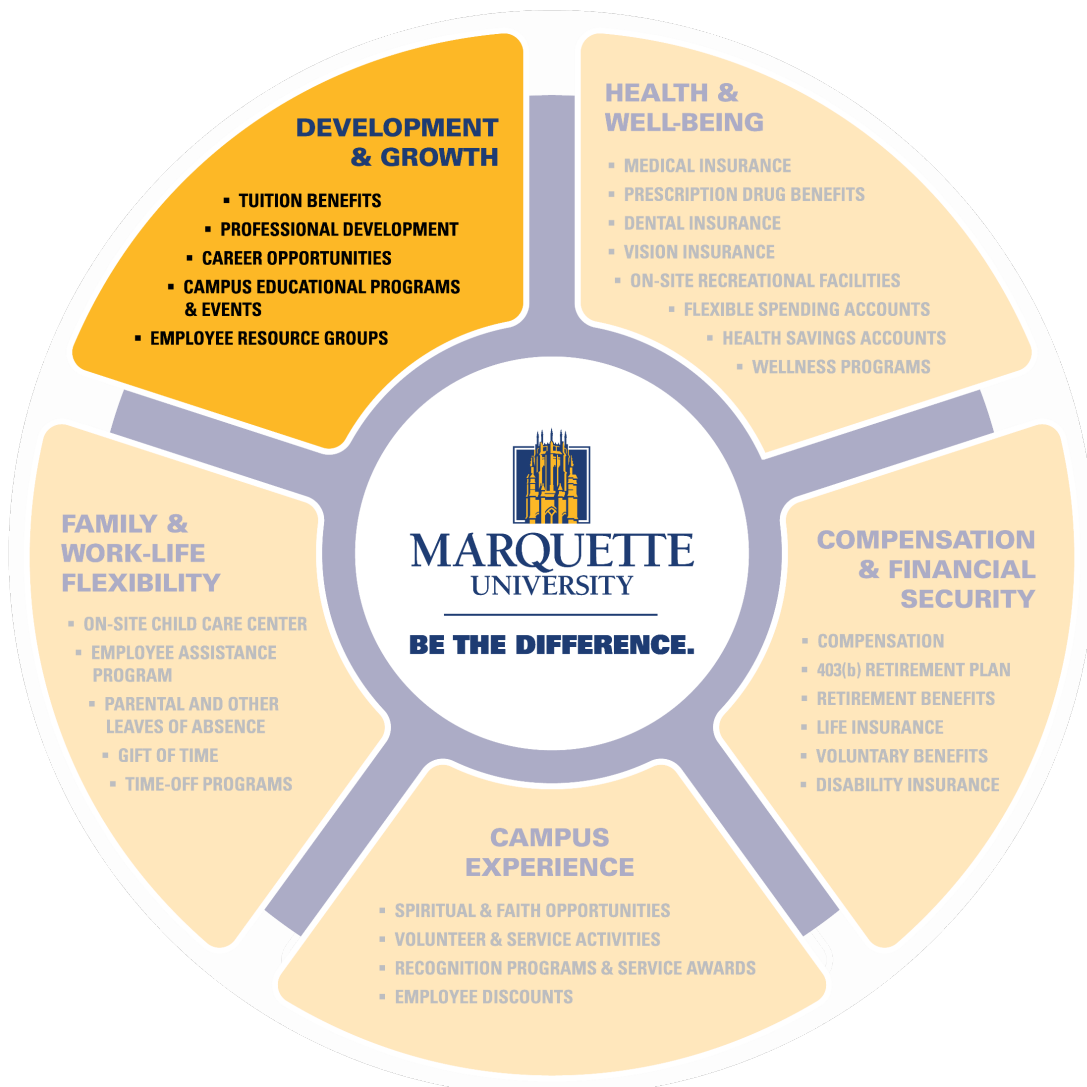 DEVELOPMENT
& GROWTH
▪ TUITION BENEFITS
▪ PROFESSIONAL DEVELOPMENT
▪ CAREER OPPORTUNITIES
▪ CAMPUS EDUCATIONAL PROGRAMS
& EVENTS
▪ EMPLOYEE RESOURCE GROUPS
HEALTH &
WELL-BEING
▪ MEDICAL INSURANCE
▪ PRESCRIPTION DRUG BENEFITS
▪ DENTAL INSURANCE
▪ VISION INSURANCE
▪ ON-SITE RECREATIONAL FACILITIES
▪ FLEXIBLE SPENDING ACCOUNTS
▪ HEALTH SAVINGS ACCOUNTS
▪ WELLNESS PROGRAMS
MARQUETTE
UNIVERSITY
BE THE DIFFERENCE.
FAMILY &
WORK-LIFE
FLEXIBILITY
▪ ON-SITE CHILD CARE CENTER
▪ EMPLOYEE ASSISTANCE
PROGRAM
▪ PARENTAL AND OTHER
LEAVES OF ABSENCE
▪ GIFT OF TIME
▪ TIME-OFF PROGRAMS
COMPENSATION
& FINANCIAL
SECURITY
▪ COMPENSATION
▪ 403(b) RETIREMENT PLAN
▪ RETIREMENT BENEFITS
▪ LIFE INSURANCE
▪ VOLUNTARY BENEFITS
▪ DISABILITY INSURANCE
CAMPUS
EXPERIENCE
▪ SPIRITUAL & FAITH OPPORTUNITIES
▪ VOLUNTEER & SERVICE ACTIVITIES
▪ RECOGNITION PROGRAMS & SERVICE AWARDS
▪ EMPLOYEE DISCOUNTS